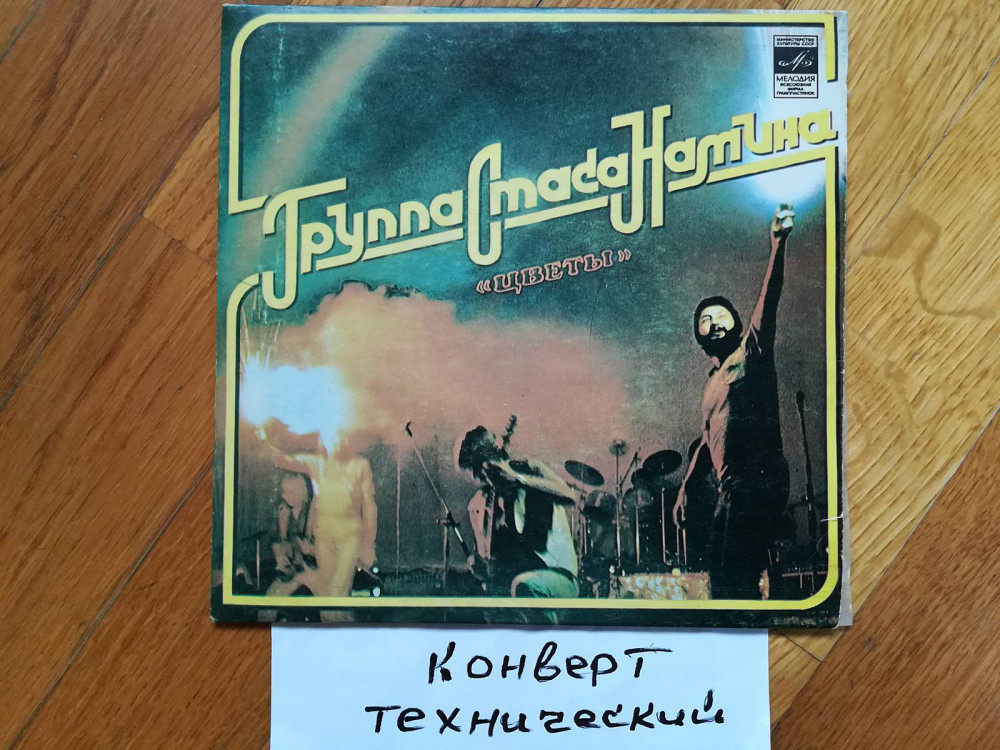 МИНИСТЕРСТВО
КУЛЬТУРЫ СССР
МЕЛОДИЯ
ВСЕСОЮЗНАЯ
ФИРМА
ГРАМПЛАСТИНОК
Группа Стаса Намина
«ЦВЕТЫ»
Конверт
технический